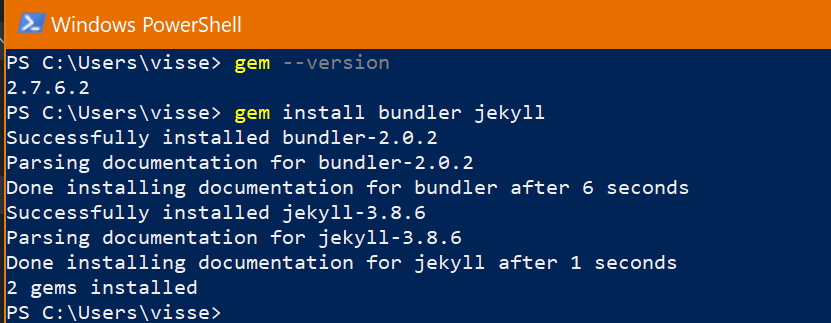 Windows PowerShell
PS C:\Users\visse> gem --version
2.7.6.2
PS C:\Users\visse> gem install bundler jekyll
Successfully installed bundler-2.0.2
Parsing documentation for bundler-2.0.2
Done installing documentation for bundler after 6 seconds
Successfully installed jekyll-3.8.6
Parsing documentation for jekyll-3.8.6
Done installing documentation for jekyll after 1 seconds
2 gems installed
PS C:\Users\visse>